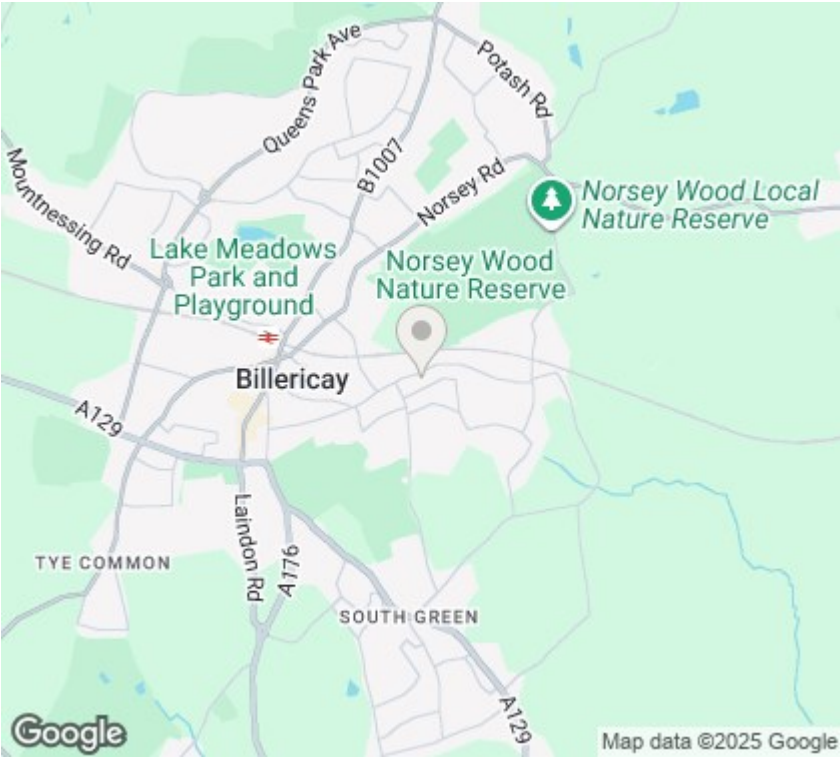 Queens Park Ave
Potash Rd
B1007
Norsey Rd
Mountnessing Rd
Norsey Wood Local
Nature Reserve
Lake Meadows
Park and
Playground
Norsey Wood
Nature Reserve
Billericay
A129
Laindon Rd
A176
TYE COMMON
SOUTH GREEN
A129
Google
Map data ©2025 Google